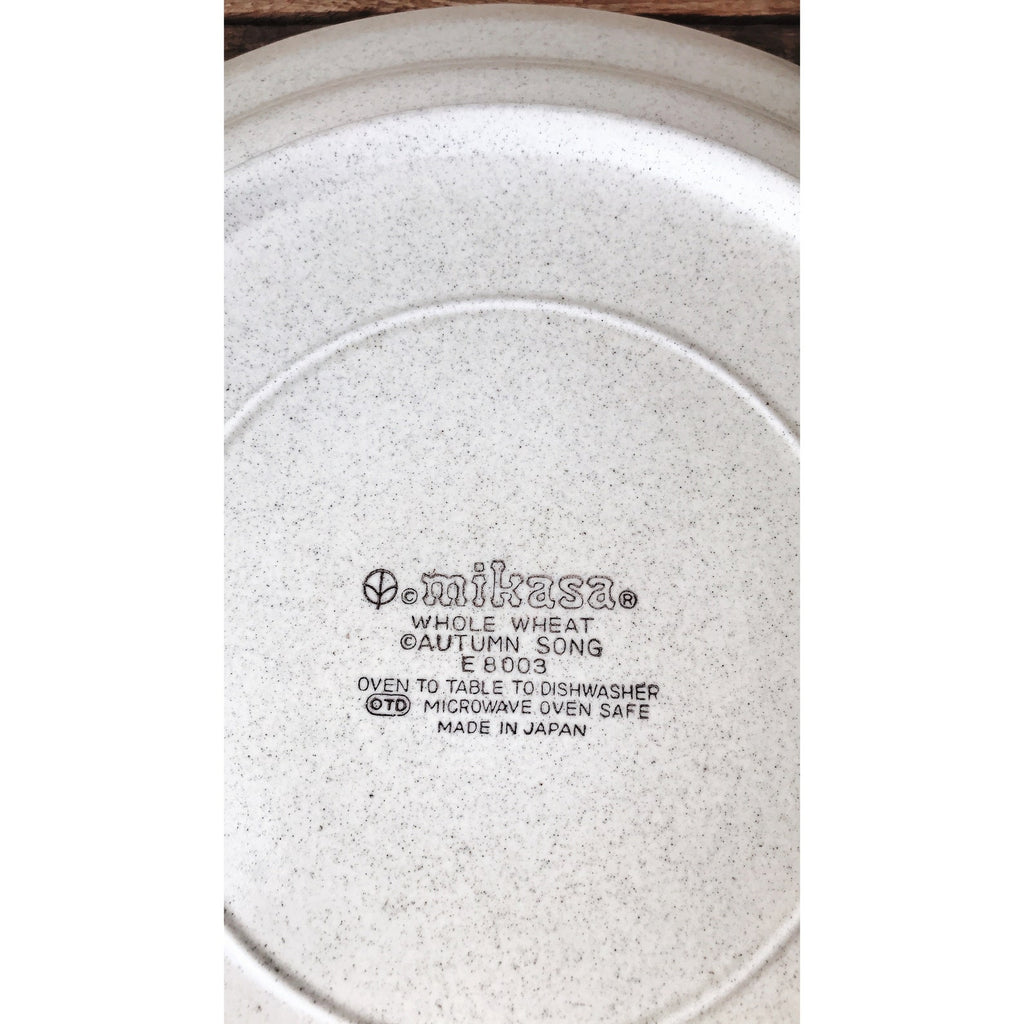 © mikasa ®
WHOLE WHEAT
©AUTUMN SONG
E 8003
OVEN TO TABLE TO DISHWASHER
OTD MICROWAVE OVEN SAFE
MADE IN JAPAN